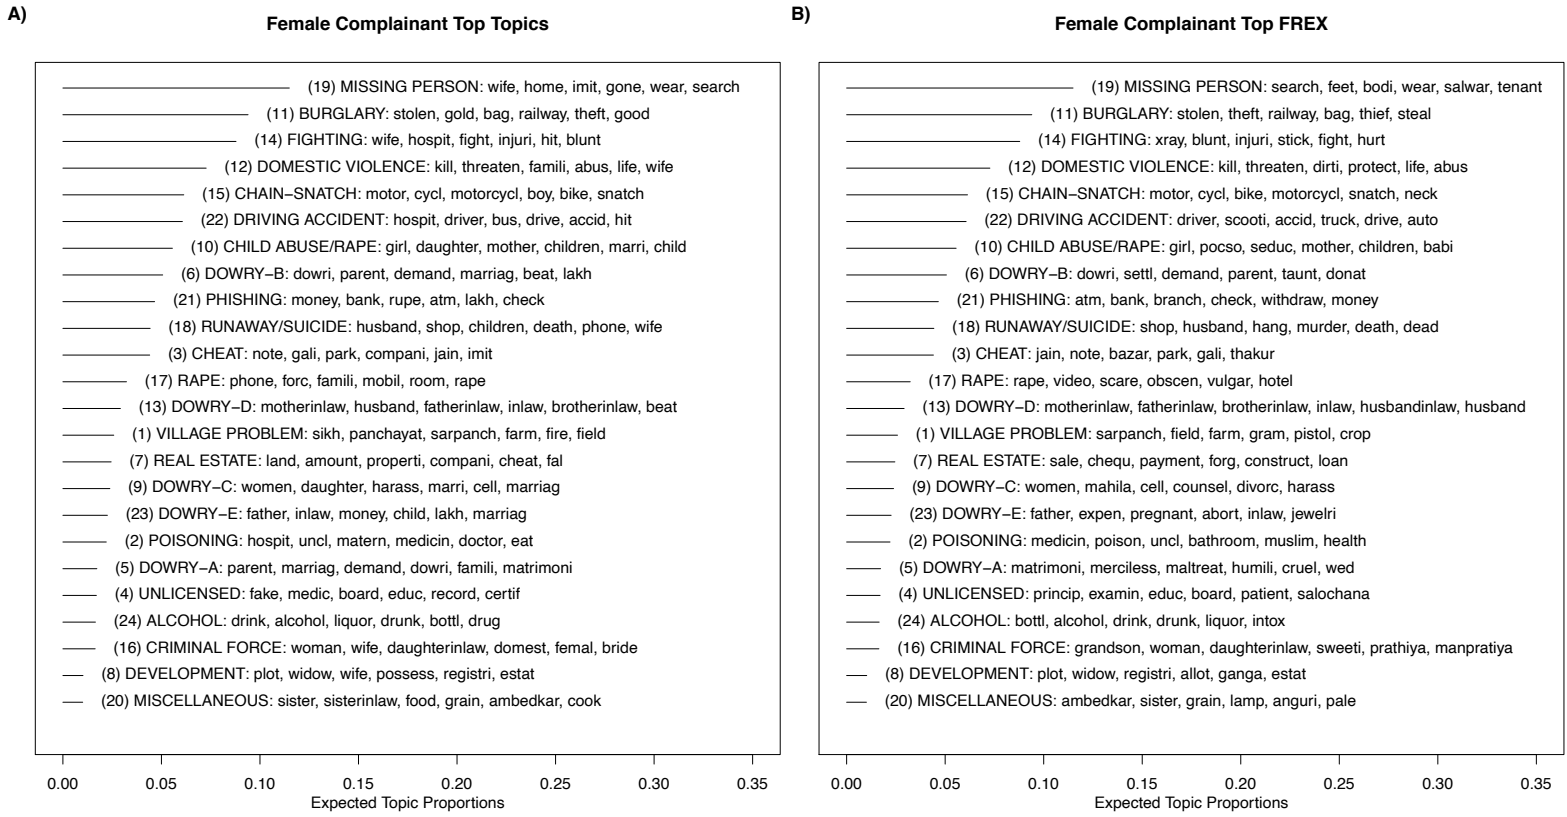 A)
Female Complainant Top Topics
(19) MISSING PERSON: wife, home, imit, gone, wear, search
(11) BURGLARY: stolen, gold, bag, railway, theft, good
(14) FIGHTING: wife, hospit, fight, injuri, hit, blunt
(12) DOMESTIC VIOLENCE: kill, threaten, famili, abus, life, wife
(15) CHAIN−SNATCH: motor, cycl, motorcycl, boy, bike, snatch
(22) DRIVING ACCIDENT: hospit, driver, bus, drive, accid, hit
(10) CHILD ABUSE/RAPE: girl, daughter, mother, children, marri, child
(6) DOWRY−B: dowri, parent, demand, marriag, beat, lakh
(21) PHISHING: money, bank, rupe, atm, lakh, check
(18) RUNAWAY/SUICIDE: husband, shop, children, death, phone, wife
(3) CHEAT: note, gali, park, compani, jain, imit
(17) RAPE: phone, forc, famili, mobil, room, rape
(13) DOWRY−D: motherinlaw, husband, fatherinlaw, inlaw, brotherinlaw, beat
(1) VILLAGE PROBLEM: sikh, panchayat, sarpanch, farm, fire, field
(7) REAL ESTATE: land, amount, properti, compani, cheat, fal
(9) DOWRY−C: women, daughter, harass, marri, cell, marriag
(23) DOWRY−E: father, inlaw, money, child, lakh, marriag
(2) POISONING: hospit, uncl, matern, medicin, doctor, eat
(5) DOWRY−A: parent, marriag, demand, dowri, famili, matrimoni
(4) UNLICENSED: fake, medic, board, educ, record, certif
(24) ALCOHOL: drink, alcohol, liquor, drunk, bottl, drug
(16) CRIMINAL FORCE: woman, wife, daughterinlaw, domest, femal, bride
(8) DEVELOPMENT: plot, widow, wife, possess, registri, estat
(20) MISCELLANEOUS: sister, sisterinlaw, food, grain, ambedkar, cook
0.00 0.05 0.10 0.15 0.20 0.25 0.30 0.35
Expected Topic Proportions
B)
Female Complainant Top FREX
(19) MISSING PERSON: search, feet, bodi, wear, salwar, tenant
(11) BURGLARY: stolen, theft, railway, bag, thief, steal
(14) FIGHTING: xray, blunt, injuri, stick, fight, hurt
(12) DOMESTIC VIOLENCE: kill, threaten, dirti, protect, life, abus
(15) CHAIN−SNATCH: motor, cycl, bike, motorcycl, snatch, neck
(22) DRIVING ACCIDENT: driver, scooti, accid, truck, drive, auto
(10) CHILD ABUSE/RAPE: girl, pocso, seduc, mother, children, babi
(6) DOWRY−B: dowri, settl, demand, parent, taunt, donat
(21) PHISHING: atm, bank, branch, check, withdraw, money
(18) RUNAWAY/SUICIDE: shop, husband, hang, murder, death, dead
(3) CHEAT: jain, note, bazar, park, gali, thakur
(17) RAPE: rape, video, scare, obscen, vulgar, hotel
(13) DOWRY−D: motherinlaw, fatherinlaw, brotherinlaw, inlaw, husbandinlaw, husband
(1) VILLAGE PROBLEM: sarpanch, field, farm, gram, pistol, crop
(7) REAL ESTATE: sale, chequ, payment, forg, construct, loan
(9) DOWRY−C: women, mahila, cell, counsel, divorc, harass
(23) DOWRY−E: father, expen, pregnant, abort, inlaw, jewelri
(2) POISONING: medicin, poison, uncl, bathroom, muslim, health
(5) DOWRY−A: matrimoni, merciless, maltreat, humili, cruel, wed
(4) UNLICENSED: princip, examin, educ, board, patient, salochana
(24) ALCOHOL: bottl, alcohol, drink, drunk, liquor, intox
(16) CRIMINAL FORCE: grandson, woman, daughterinlaw, sweeti, prathiya, manpratiya
(8) DEVELOPMENT: plot, widow, registri, allot, ganga, estat
(20) MISCELLANEOUS: ambedkar, sister, grain, lamp, anguri, pale
0.00 0.05 0.10 0.15 0.20 0.25 0.30 0.35
Expected Topic Proportions